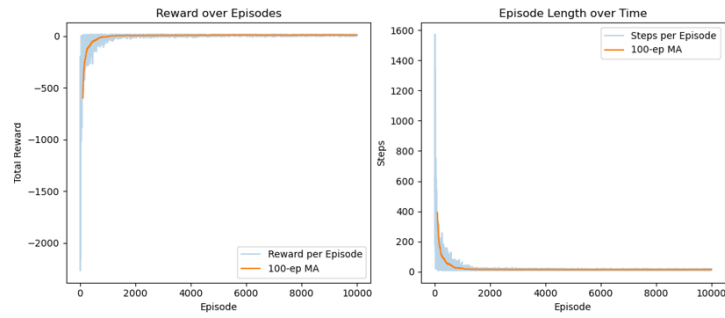 Reward over Episodes
0
−500
−1000
−1500
−2000
Total Reward
Reward per Episode
100-ep MA
0 2000 4000 6000 8000 10000
Episode
Episode Length over Time
1600
1400
1200
1000
800
600
400
200
0
Steps
Steps per Episode
100-ep MA
0 2000 4000 6000 8000 10000
Episode